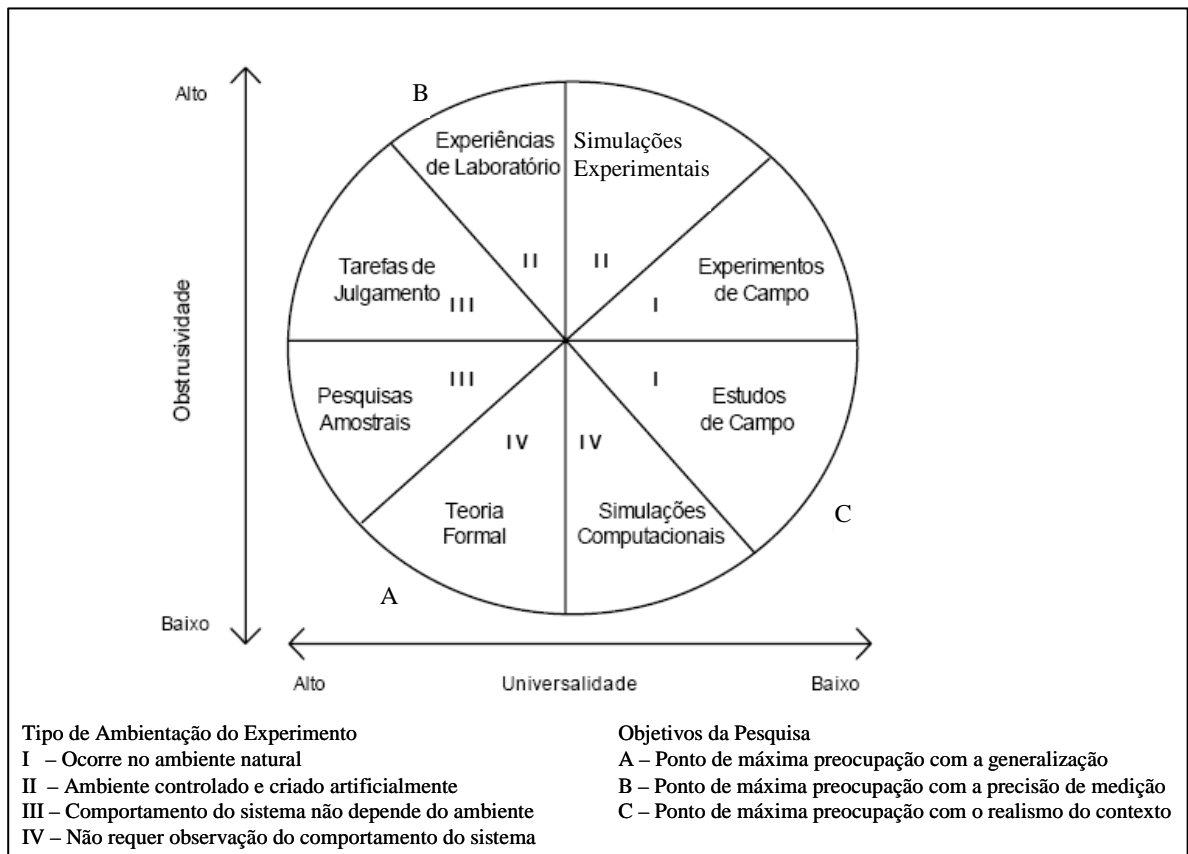 Alto
B
Experiências
de Laboratório
Simulações
Experimentais
II
II
Tarefas de
Julgamento
III
Experimentos
de Campo
I
Obstrusividade
III
Pesquisas
Amostrais
I
Estudos
de Campo
IV
IV
Teoria
Formal
Simulações
Computacionais
C
A
Baixo
Alto
Universalidade
Baixo
Tipo de Ambientação do Experimento
I – Ocorre no ambiente natural
II – Ambiente controlado e criado artificialmente
III – Comportamento do sistema não depende do ambiente
IV – Não requer observação do comportamento do sistema
Objetivos da Pesquisa
A – Ponto de máxima preocupação com a generalização
B – Ponto de máxima preocupação com a precisão de medição
C – Ponto de máxima preocupação com o realismo do contexto